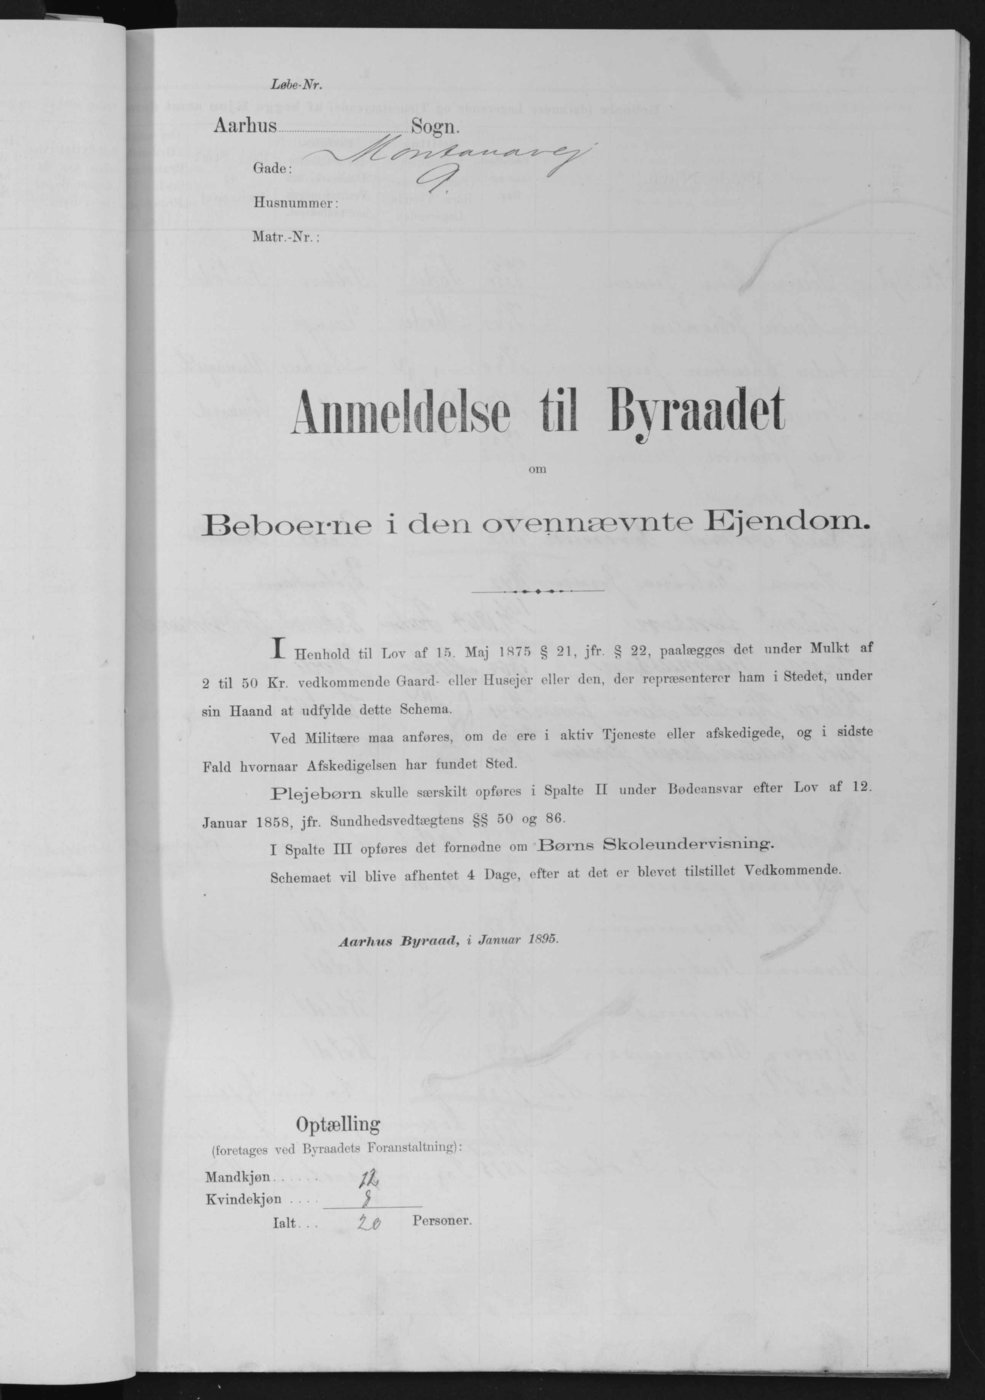 Løbe-Nr.
Aarhus Sogn.
Gade: Montanavej
9.
Husnummer:
Matr.-Nr.:
Anmeldelse til Byraadet
om
Beboerne i den ovennævnte Ejendom.
I Henhold til Lov af 15. Maj 1875 § 21, jfr. § 22, paalægges det under Mulkt af
2 til 50 Kr. vedkommende Gaard- eller Husejer eller den, der repræsenterer ham i Stedet, under
sin Haand at udfylde dette Schema.
Ved Militære maa anføres, om de ere i aktiv Tjeneste eller afskedigede, og i sidste
Fald hvornaar Afskedigelsen har fundet Sted.
Plejebørn skulle særskilt opføres i Spalte II under Bødeansvar efter Lov af 12.
Januar 1858, jfr. Sundhedsvedtægtens §§ 50 og 86.
I Spalte III opføres det fornødne om Børns Skoleundervisning.
Schemaet vil blive afhentet 4 Dage, efter at det er blevet tilstillet Vedkommende.
Aarhus Byraad, i Januar 1895.
Optælling
(foretages ved Byraadets Foranstaltning):
Mandkjøn...... 12
Kvindekjøn .... 8
Ialt... 20 Personer.